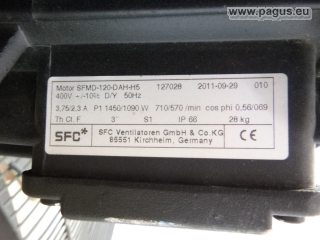 www.pagus.eu
Motor SFMD-120-DAH-H5 127028 2011-09-29 010
400V +/-10% D/Y 50Hz
3,75/2,3 A P1 1450/1090 W 710/570 /min cos phi 0,56/069
Th Cl. F 3~ S1 IP 66 28 kg
SFC* SFC Ventilatoren GmbH & Co.KG
85551 Kirchheim, Germany CE